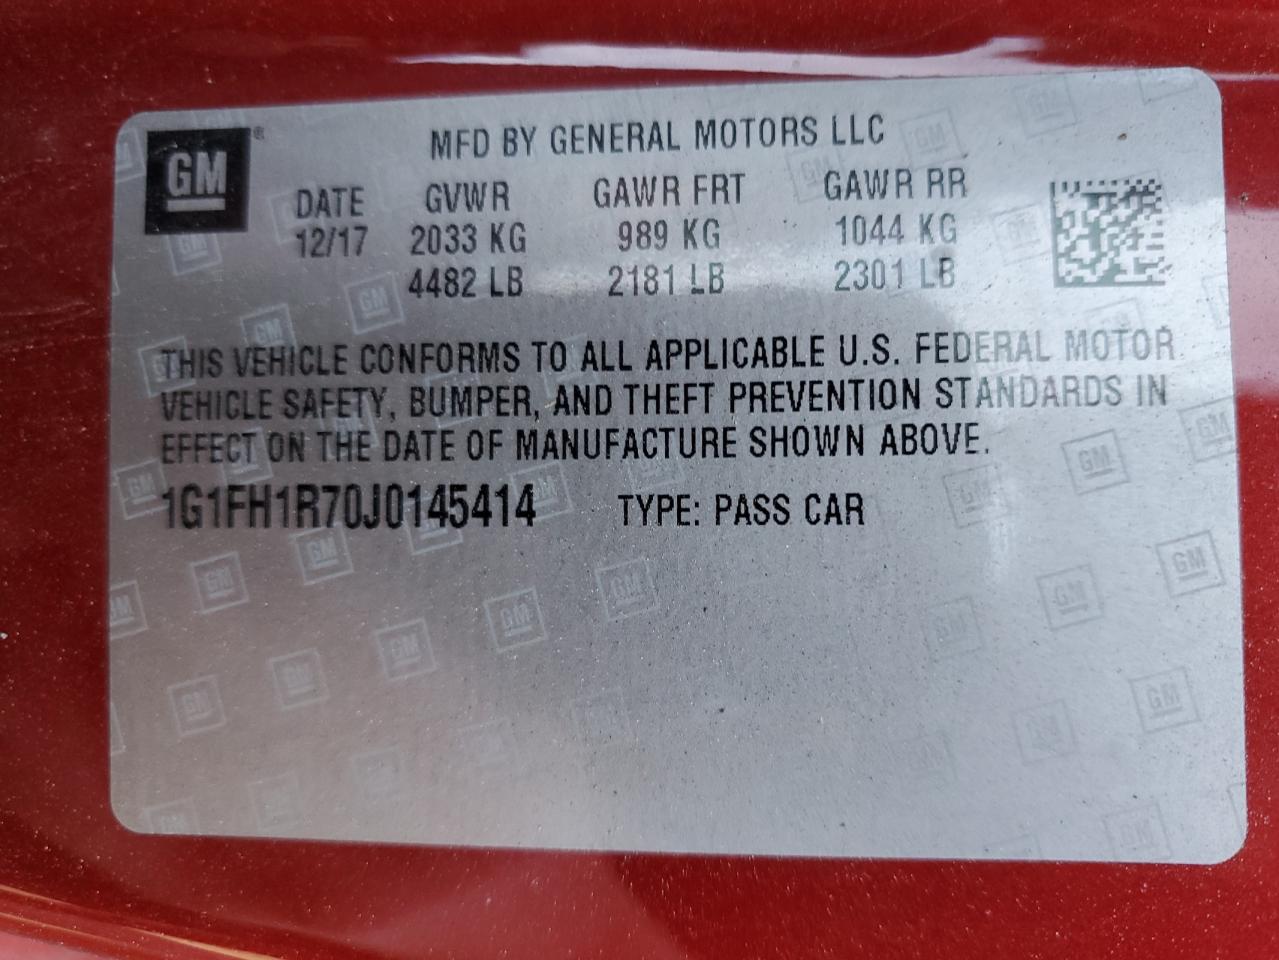 GM®
MFD BY GENERAL MOTORS LLC
DATE GVWR GAWR FRT GAWR RR
12/17 2033 KG 989 KG 1044 KG
4482 LB 2181 LB 2301 LB
THIS VEHICLE CONFORMS TO ALL APPLICABLE U.S. FEDERAL MOTOR
VEHICLE SAFETY, BUMPER, AND THEFT PREVENTION STANDARDS IN
EFFECT ON THE DATE OF MANUFACTURE SHOWN ABOVE.
1G1FH1R70J0145414 TYPE: PASS CAR